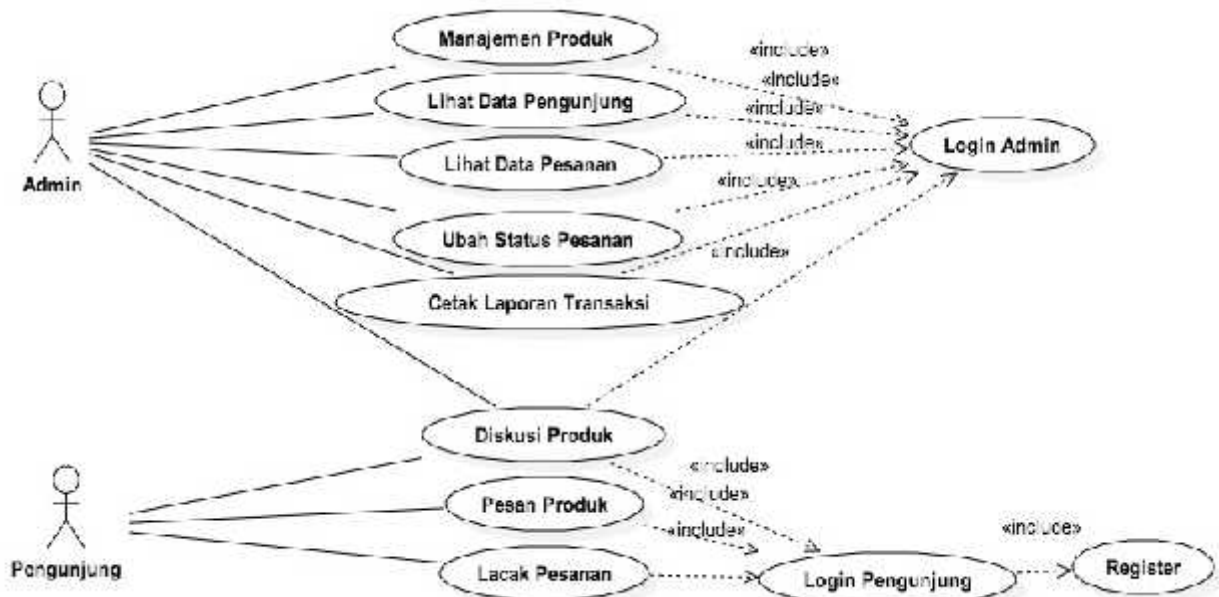 Manajemen Produk
«include»
«include»
Lihat Data Pengunjung
«include»
Admin
Lihat Data Pesanan
«include»
Login Admin
«include»
Ubah Status Pesanan
«include»
Cetak Laporan Transaksi
Diskusi Produk
«include»
Pesan Produk
«include»
«include»
Pengunjung
Lacak Pesanan
Login Pengunjung
«include»
Register